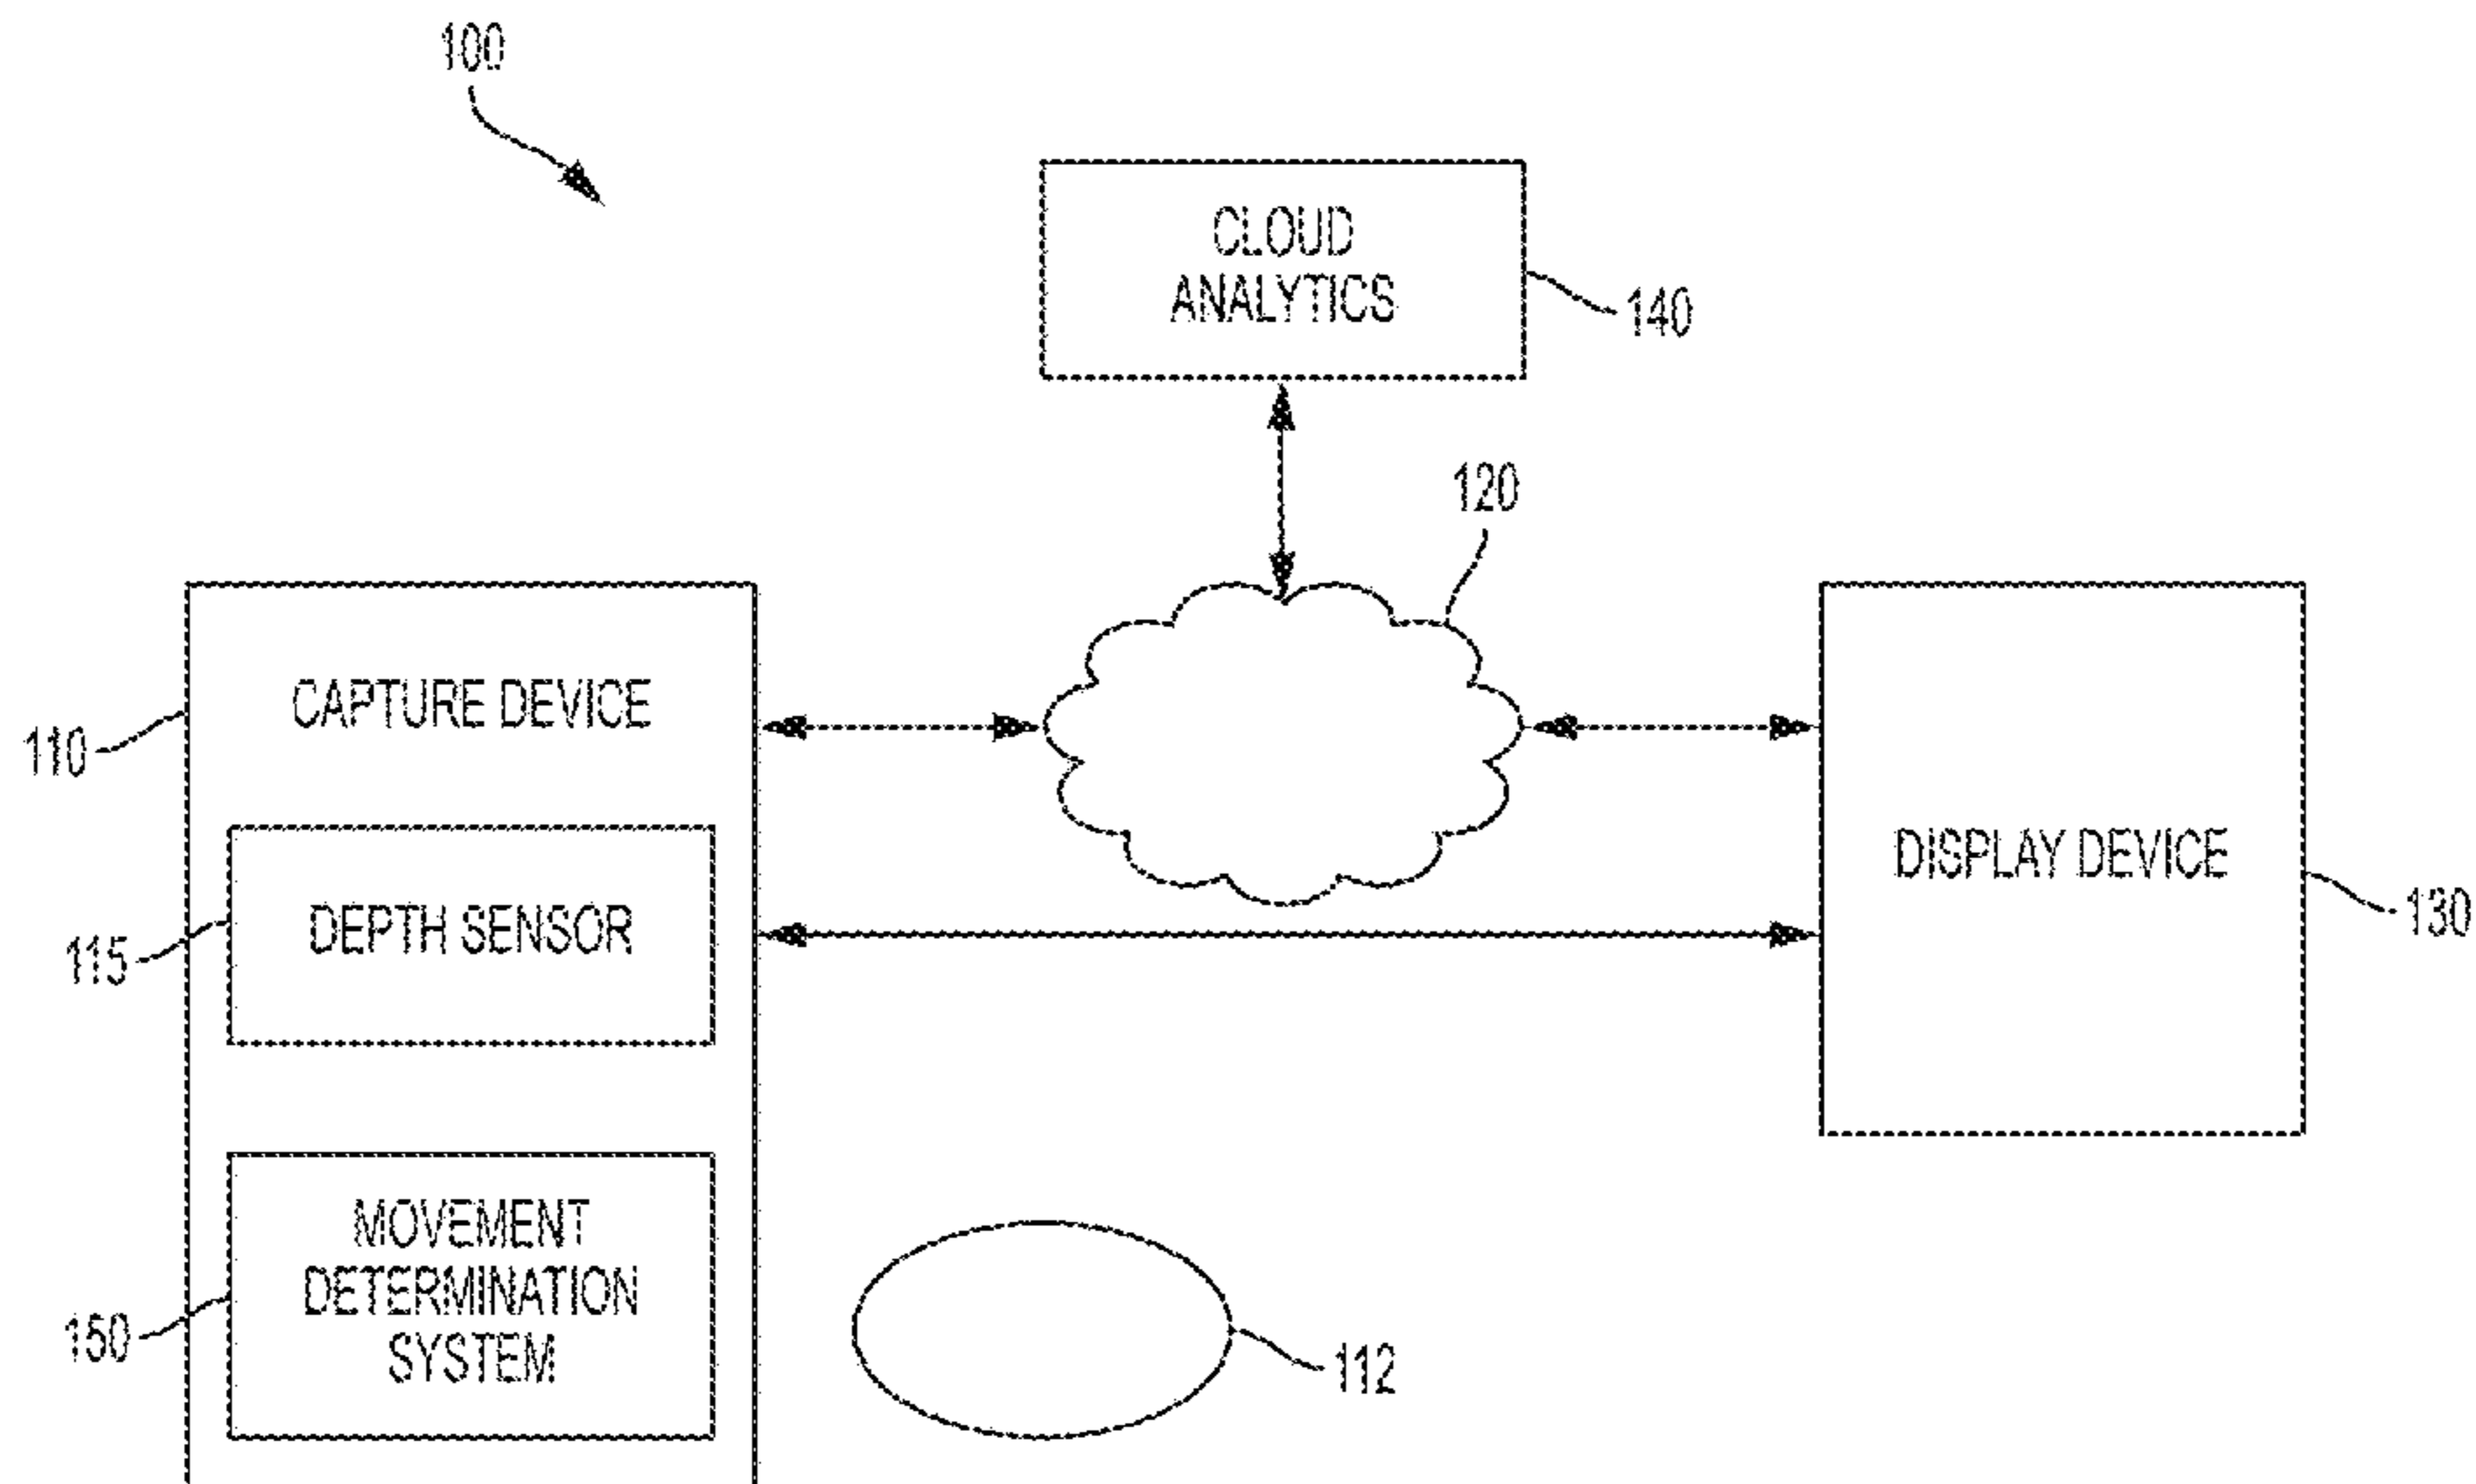 100
CLOUD
ANALYTICS
140
120
CAPTURE DEVICE
110
DISPLAY DEVICE
130
DEPTH SENSOR
115
MOVEMENT
DETERMINATION
SYSTEM
150
112